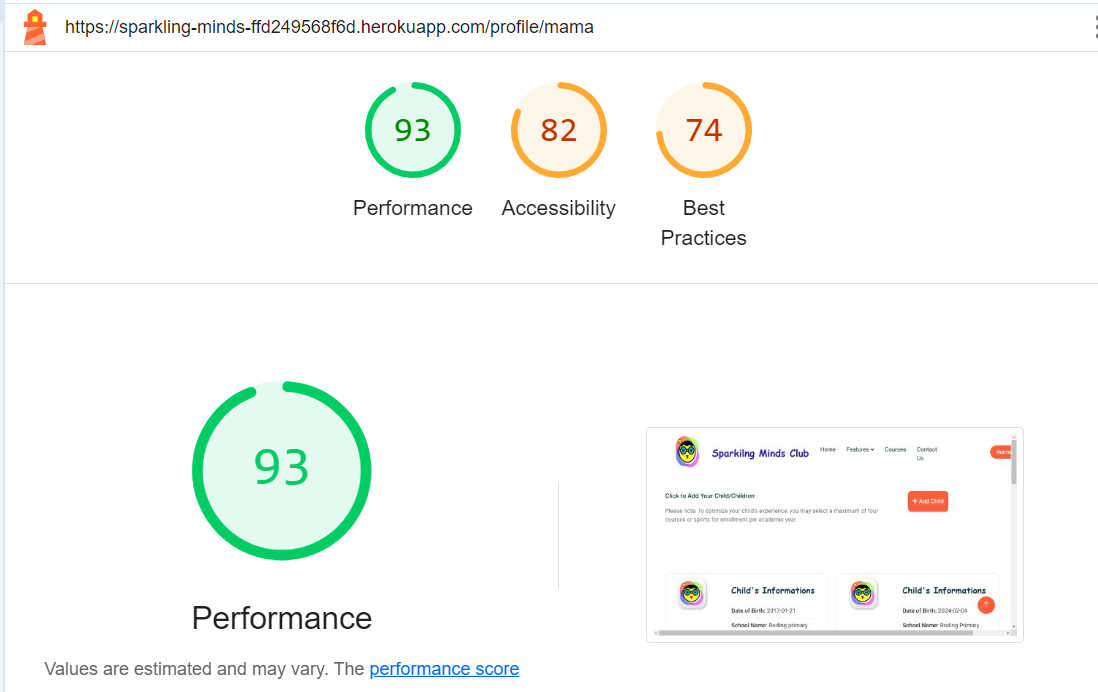 https://sparkling-minds-ffd249568f6d.herokuapp.com/profile/mama
93 82 74
Performance Accessibility Best
Practices
93
Performance
Values are estimated and may vary. The performance score
Sparkilng Minds Club Home Features Courses Contact
Us
mama
Click to Add Your Child/Children
+ Add Child
Please note: To optimize your child's experience, you may select a maximum of four
courses or sports for enrollment per academic year.
Child's Informations Child's Informations
Date of Birth: 2017-01-21 Date of Birth: 2024-02-04
School Name: Roding primary School Name: Roding Primary